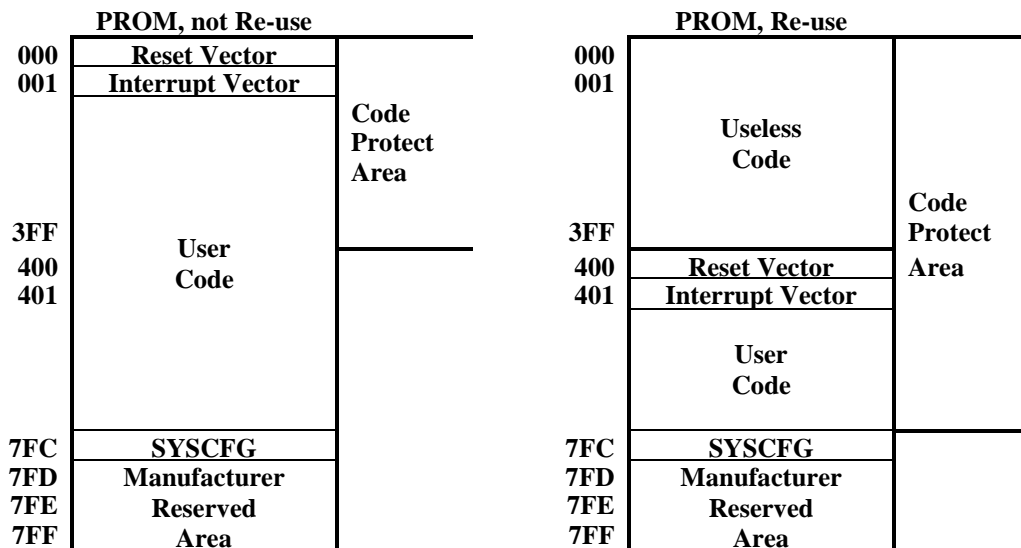 PROM, not Re-use
000
Reset Vector
001
Interrupt Vector
Code
Protect
Area
3FF
User
Code
400
401
7FC
SYSCFG
7FD
Manufacturer
7FE
Reserved
7FF
Area
PROM, Re-use
000
001
Useless
Code
Code
Protect
Area
3FF
400
Reset Vector
401
Interrupt Vector
User
Code
7FC
SYSCFG
7FD
Manufacturer
7FE
Reserved
7FF
Area